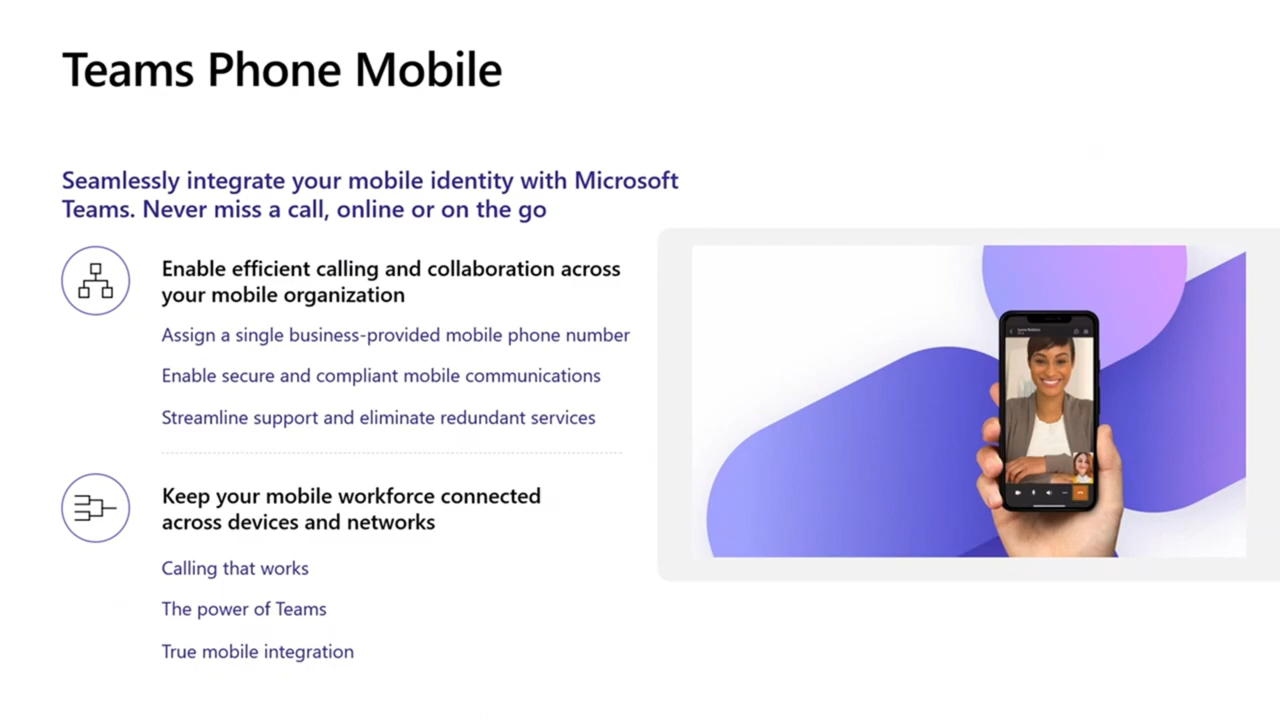 Teams Phone Mobile
Seamlessly integrate your mobile identity with Microsoft
Teams. Never miss a call, online or on the go
Enable efficient calling and collaboration across
your mobile organization
Assign a single business-provided mobile phone number
Enable secure and compliant mobile communications
Streamline support and eliminate redundant services
Keep your mobile workforce connected
across devices and networks
Calling that works
The power of Teams
True mobile integration